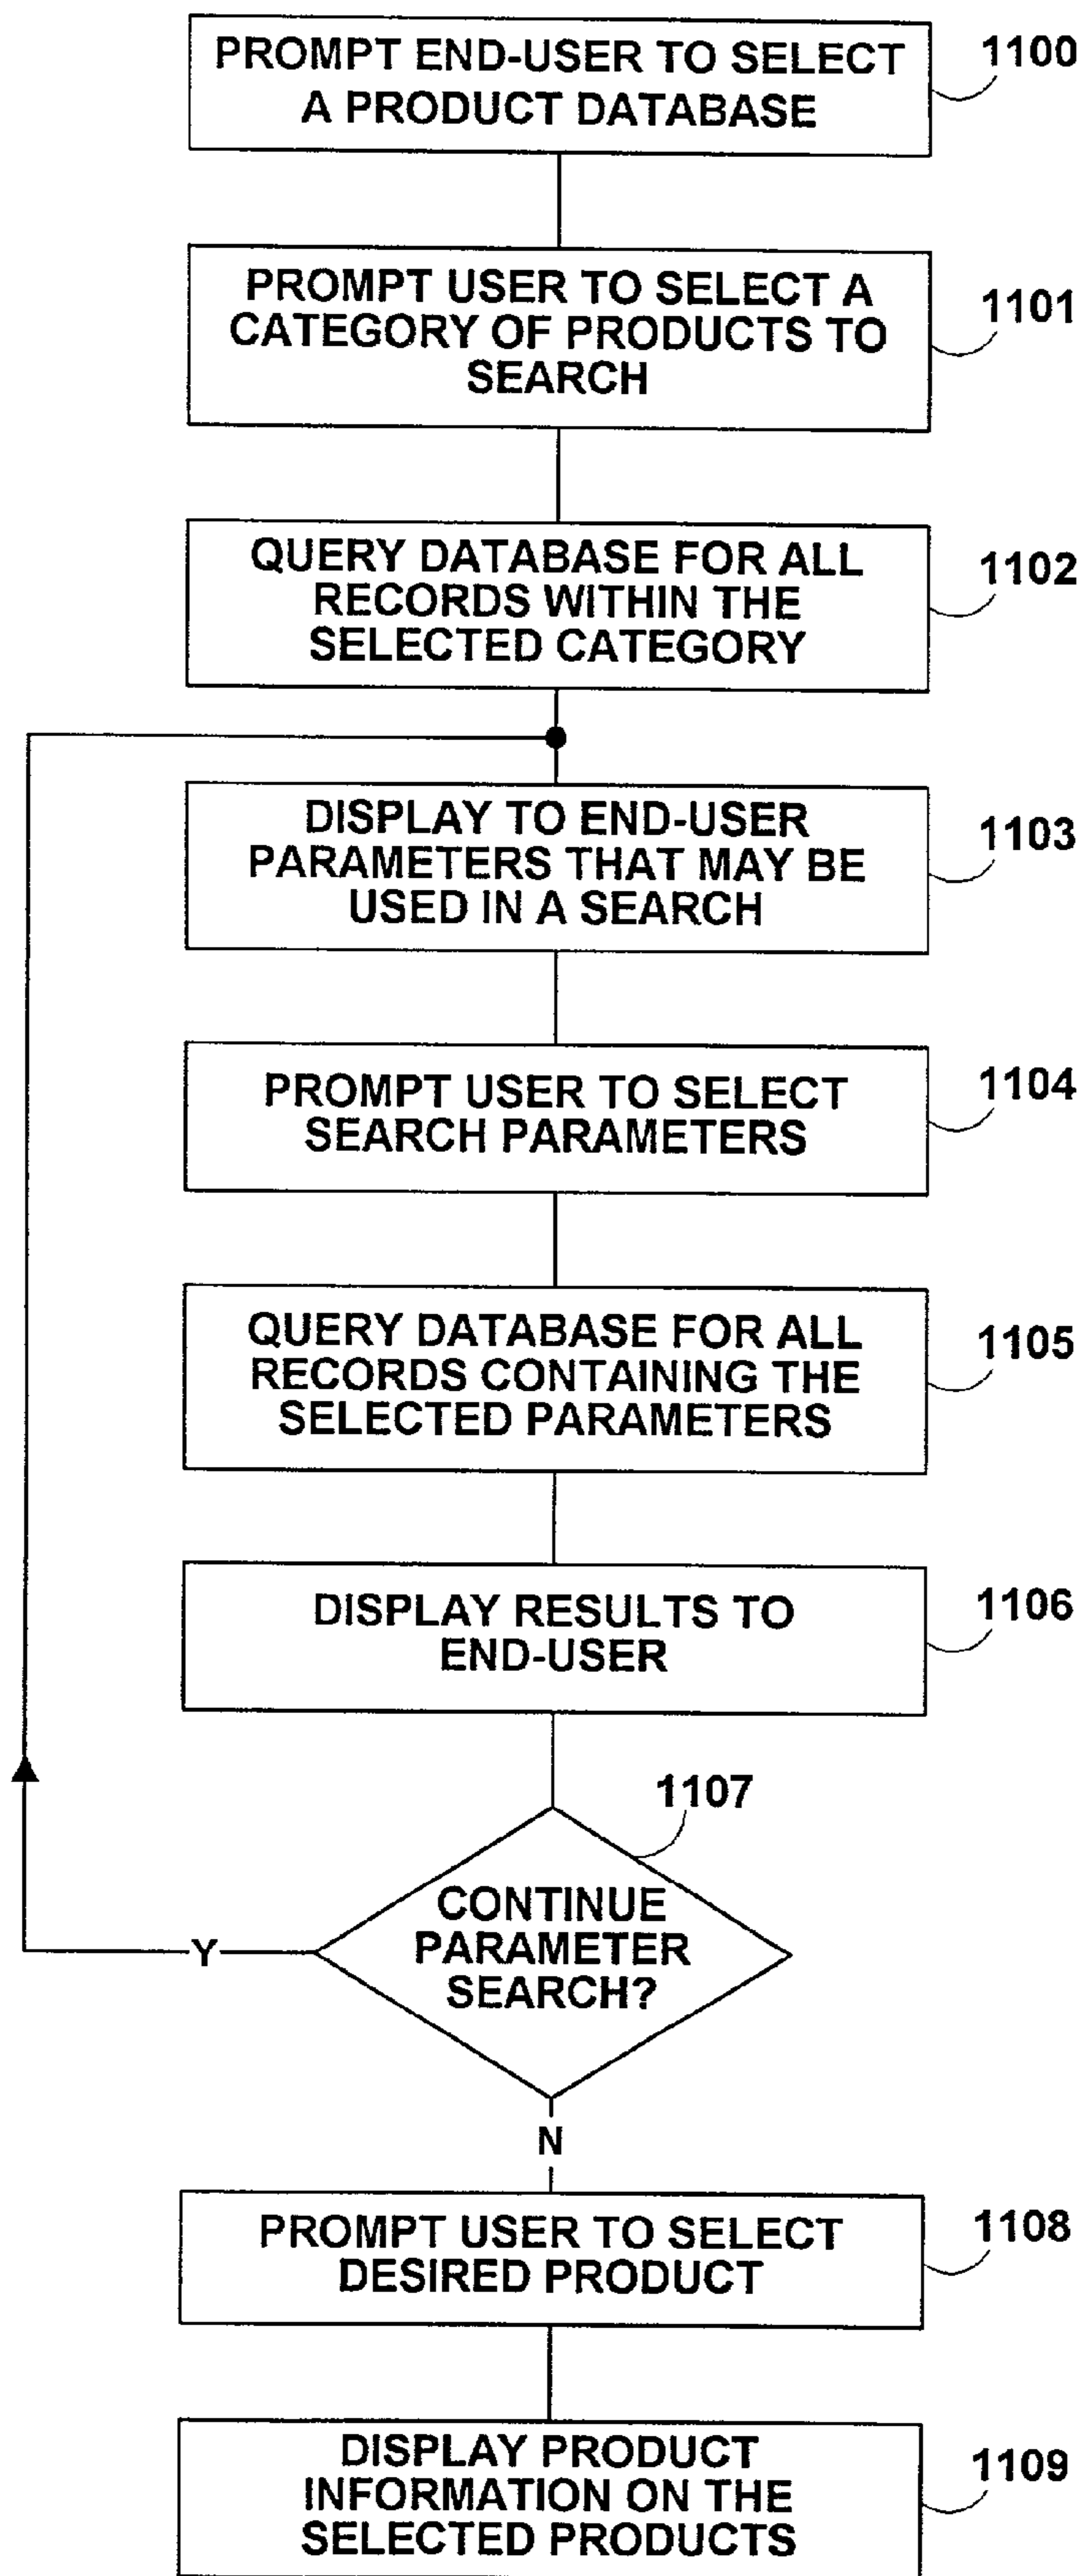 PROMPT END-USER TO SELECT
A PRODUCT DATABASE
1100
PROMPT USER TO SELECT A
CATEGORY OF PRODUCTS TO
SEARCH
1101
QUERY DATABASE FOR ALL
RECORDS WITHIN THE
SELECTED CATEGORY
1102
DISPLAY TO END-USER
PARAMETERS THAT MAY BE
USED IN A SEARCH
1103
PROMPT USER TO SELECT
SEARCH PARAMETERS
1104
QUERY DATABASE FOR ALL
RECORDS CONTAINING THE
SELECTED PARAMETERS
1105
DISPLAY RESULTS TO
END-USER
1106
1107
CONTINUE
PARAMETER
SEARCH?
Y
N
PROMPT USER TO SELECT
DESIRED PRODUCT
1108
DISPLAY PRODUCT
INFORMATION ON THE
SELECTED PRODUCTS
1109